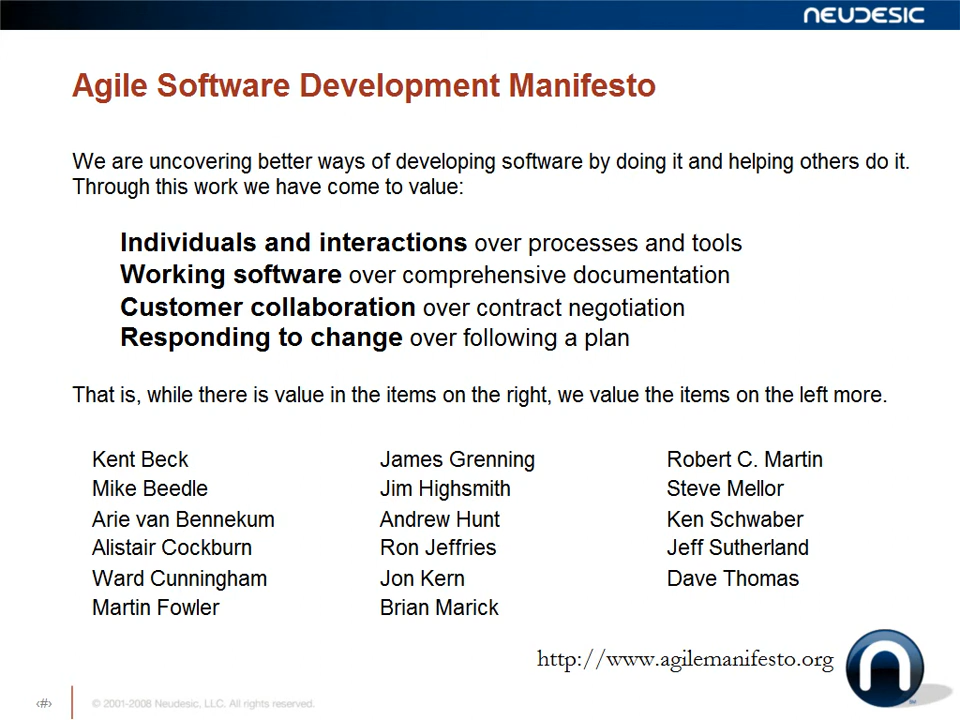 NEUDESIC
Agile Software Development Manifesto
We are uncovering better ways of developing software by doing it and helping others do it.
Through this work we have come to value:
Individuals and interactions over processes and tools
Working software over comprehensive documentation
Customer collaboration over contract negotiation
Responding to change over following a plan
That is, while there is value in the items on the right, we value the items on the left more.
Kent Beck
Mike Beedle
Arie van Bennekum
Alistair Cockburn
Ward Cunningham
Martin Fowler
James Grenning
Jim Highsmith
Andrew Hunt
Ron Jeffries
Jon Kern
Brian Marick
Robert C. Martin
Steve Mellor
Ken Schwaber
Jeff Sutherland
Dave Thomas
http://www.agilemanifesto.org
‹#›
© 2001-2008 Neudesic, LLC. All rights reserved.